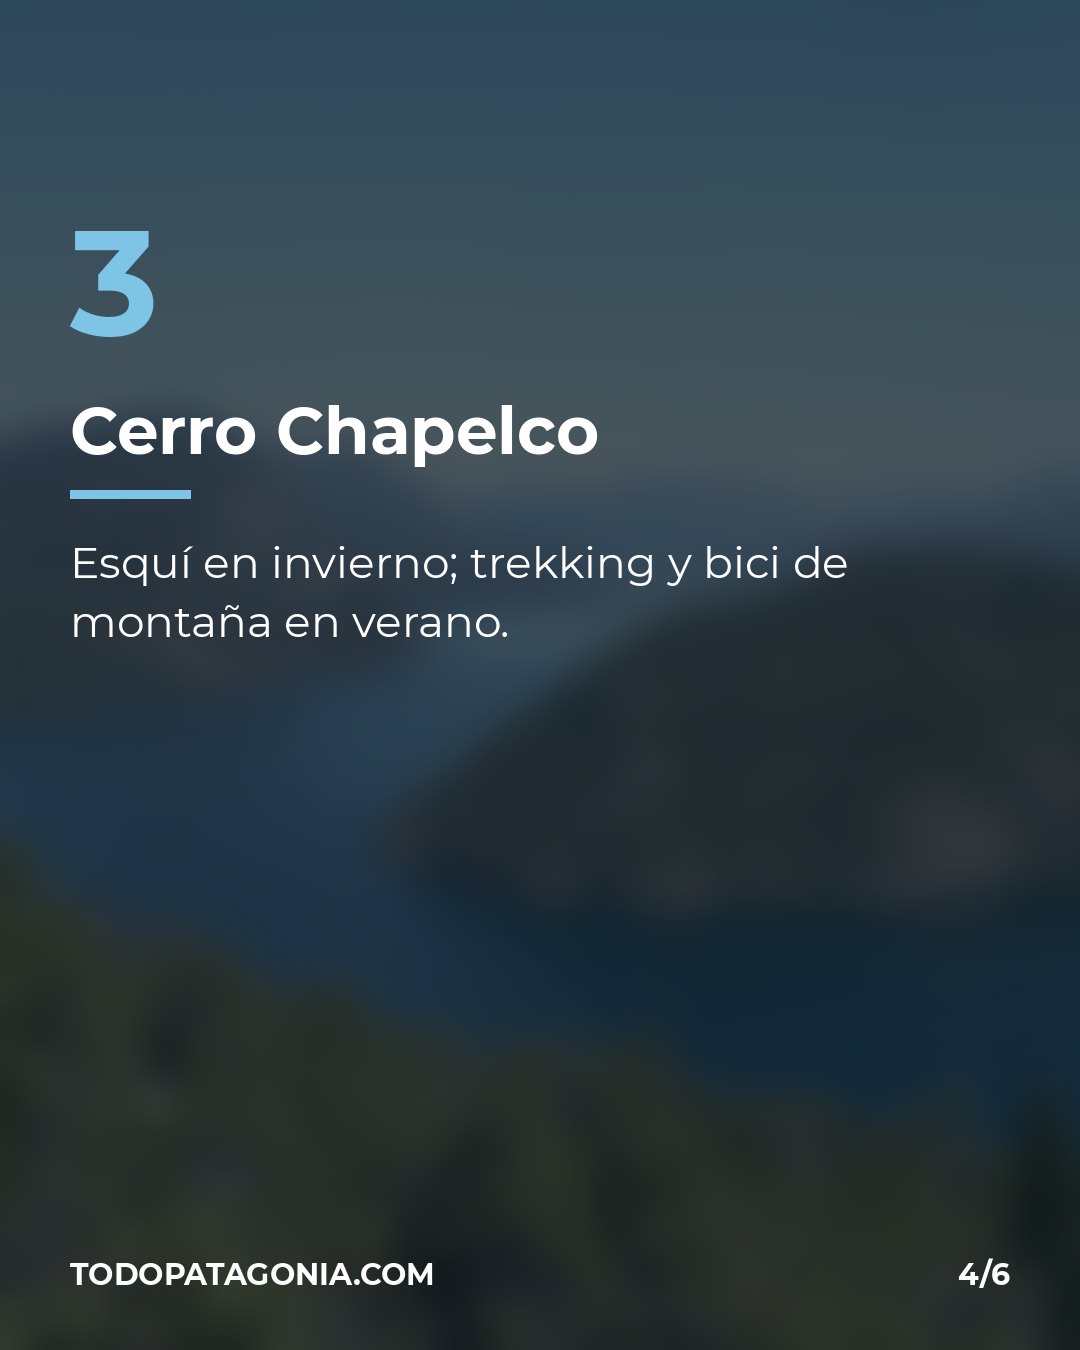 3
Cerro Chapelco
Esquí en invierno; trekking y bici de
montaña en verano.
TODOPATAGONIA.COM
4/6